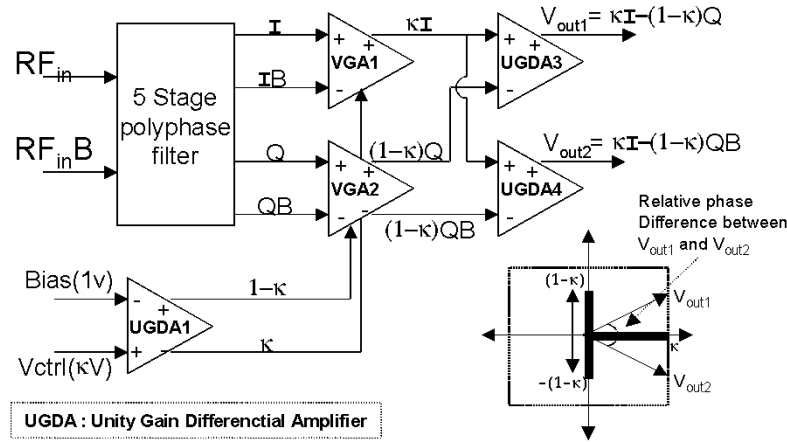 RFin
RFinB
5 Stage
polyphase
filter
I
IB
Q
QB
+
-
+
VGA1
κI
+
-
+
-
VGA2
(1−κ)Q
(1−κ)QB
+
-
+
UGDA3
Vout1= κI−(1−κ)Q
+
-
+
UGDA4
Vout2= κI−(1−κ)QB
Bias(1v)
Vctrl(κV)
-
+
+
−
UGDA1
1−κ
κ
Relative phase
Difference between
Vout1 and Vout2
(1−κ)
Vout1
κ
-(1−κ)
Vout2
UGDA : Unity Gain Differenctial Amplifier